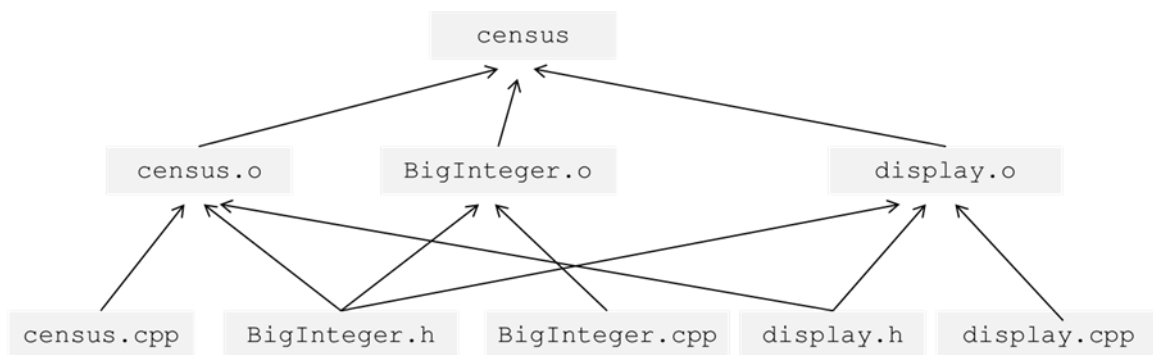 census
census.o BigInteger.o display.o
census.cpp BigInteger.h BigInteger.cpp display.h display.cpp